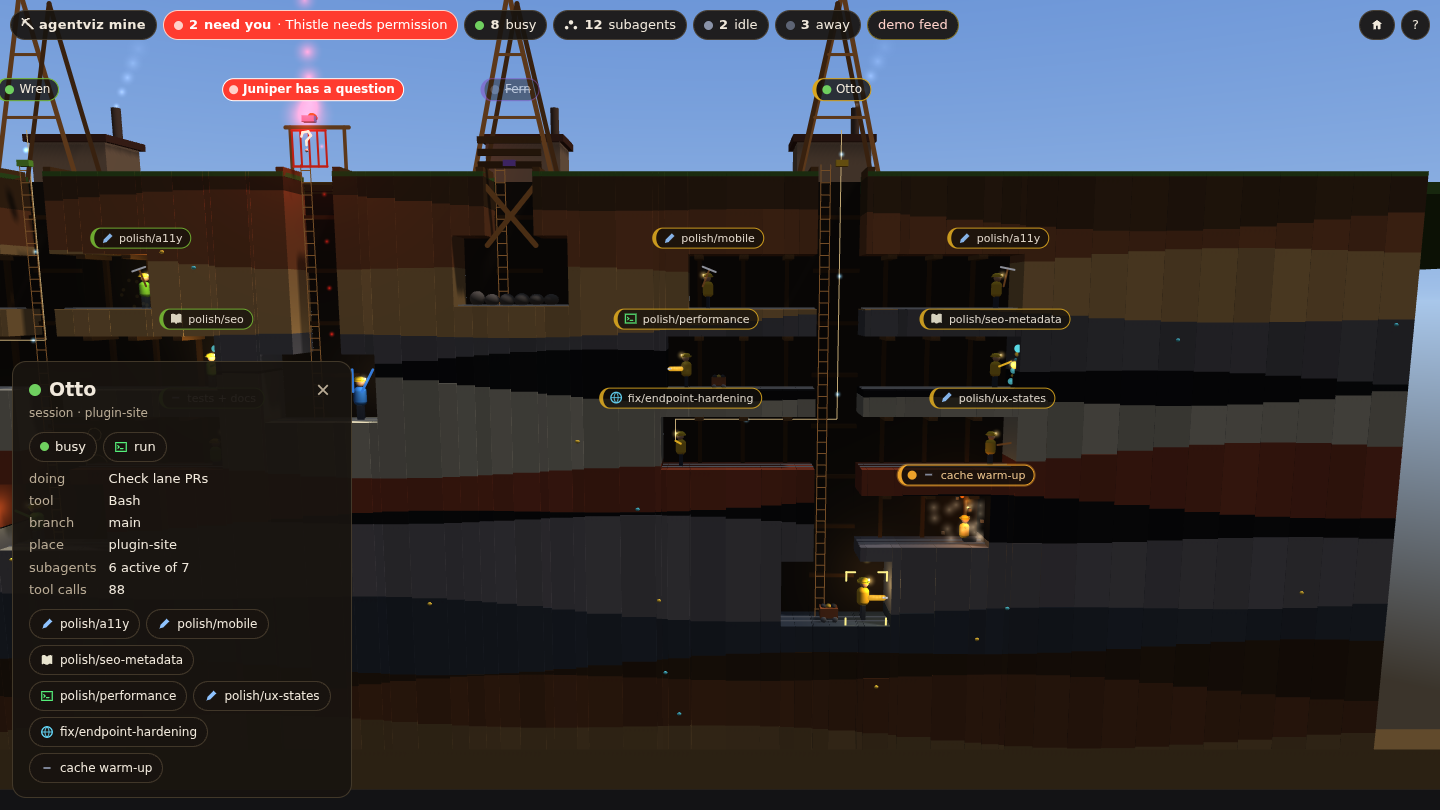 agentviz mine
2 need you · Thistle needs permission
8 busy
12 subagents
2 idle
3 away
demo feed
?
Wren
Juniper has a question
Fern
Otto
?
polish/a11y
polish/mobile
polish/a11y
polish/seo
polish/performance
polish/seo-metadata
fix/endpoint-hardening
polish/ux-states
cache warm-up
tests + docs
Otto
session · plugin-site
busy
run
doing Check lane PRs
tool Bash
branch main
place plugin-site
subagents 6 active of 7
tool calls 88
polish/a11y
polish/mobile
polish/seo-metadata
polish/performance
polish/ux-states
fix/endpoint-hardening
cache warm-up